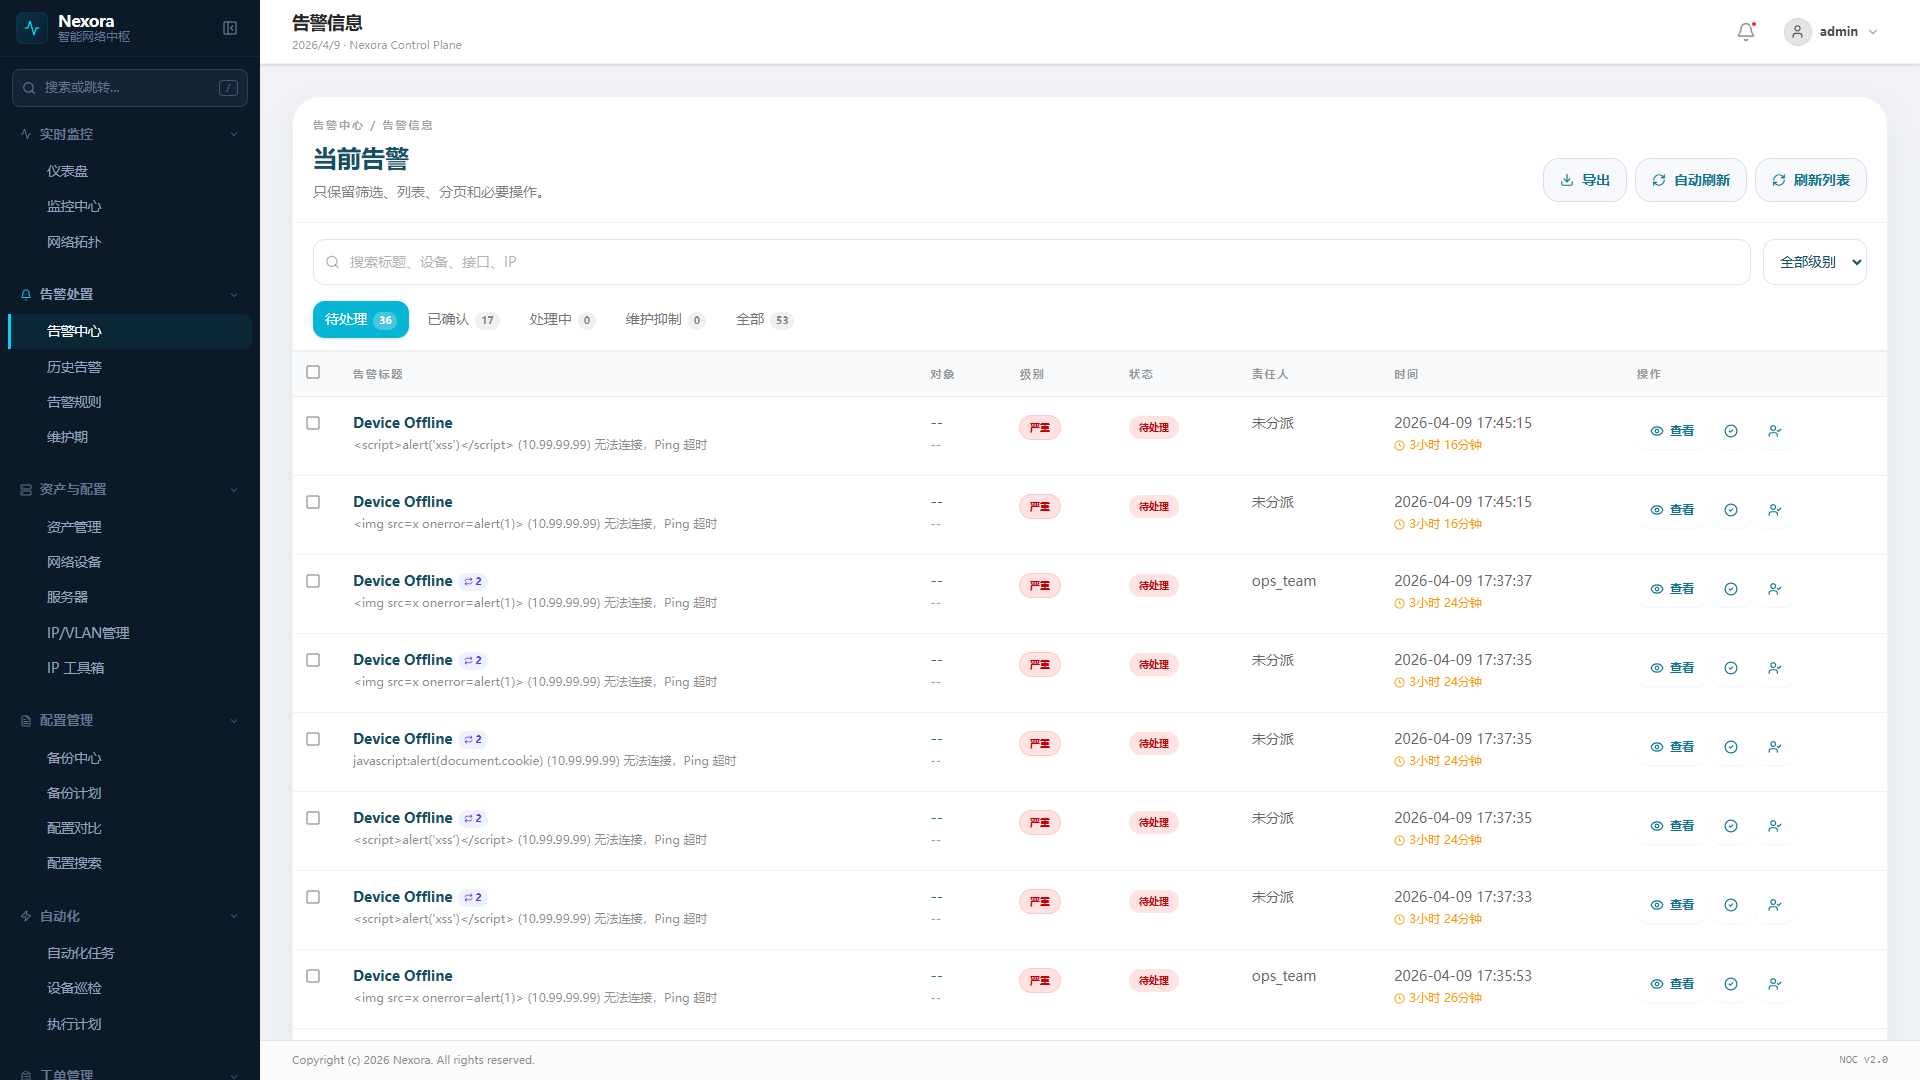 Nexora
智能网络中枢
搜索或跳转...
/
实时监控
仪表盘
监控中心
网络拓扑
告警处置
告警中心
历史告警
告警规则
维护期
资产与配置
资产管理
网络设备
服务器
IP/VLAN管理
IP 工具箱
配置管理
备份中心
备份计划
配置对比
配置搜索
自动化
自动化任务
设备巡检
执行计划
工单管理
告警信息
2026/4/9 · Nexora Control Plane
admin
告警中心 / 告警信息
当前告警
只保留筛选、列表、分页和必要操作。
导出 自动刷新 刷新列表
搜索标题、设备、接口、IP
全部级别
待处理 36 已确认 17 处理中 0 维护抑制 0 全部 53
告警标题 对象 级别 状态 责任人 时间 操作
Device Offline -- 严重 待处理 未分派 2026-04-09 17:45:15 查看
<script>alert('xss')</script> (10.99.99.99) 无法连接，Ping 超时 -- 3小时 16分钟
Device Offline -- 严重 待处理 未分派 2026-04-09 17:45:15 查看
<img src=x onerror=alert(1)> (10.99.99.99) 无法连接，Ping 超时 -- 3小时 16分钟
Device Offline 2 -- 严重 待处理 ops_team 2026-04-09 17:37:37 查看
<img src=x onerror=alert(1)> (10.99.99.99) 无法连接，Ping 超时 -- 3小时 24分钟
Device Offline 2 -- 严重 待处理 未分派 2026-04-09 17:37:35 查看
<img src=x onerror=alert(1)> (10.99.99.99) 无法连接，Ping 超时 -- 3小时 24分钟
Device Offline 2 -- 严重 待处理 未分派 2026-04-09 17:37:35 查看
javascript:alert(document.cookie) (10.99.99.99) 无法连接，Ping 超时 -- 3小时 24分钟
Device Offline 2 -- 严重 待处理 未分派 2026-04-09 17:37:35 查看
<script>alert('xss')</script> (10.99.99.99) 无法连接，Ping 超时 -- 3小时 24分钟
Device Offline 2 -- 严重 待处理 未分派 2026-04-09 17:37:33 查看
<script>alert('xss')</script> (10.99.99.99) 无法连接，Ping 超时 -- 3小时 24分钟
Device Offline -- 严重 待处理 ops_team 2026-04-09 17:35:53 查看
<img src=x onerror=alert(1)> (10.99.99.99) 无法连接，Ping 超时 -- 3小时 26分钟
Copyright (c) 2026 Nexora. All rights reserved.
NOC v2.0